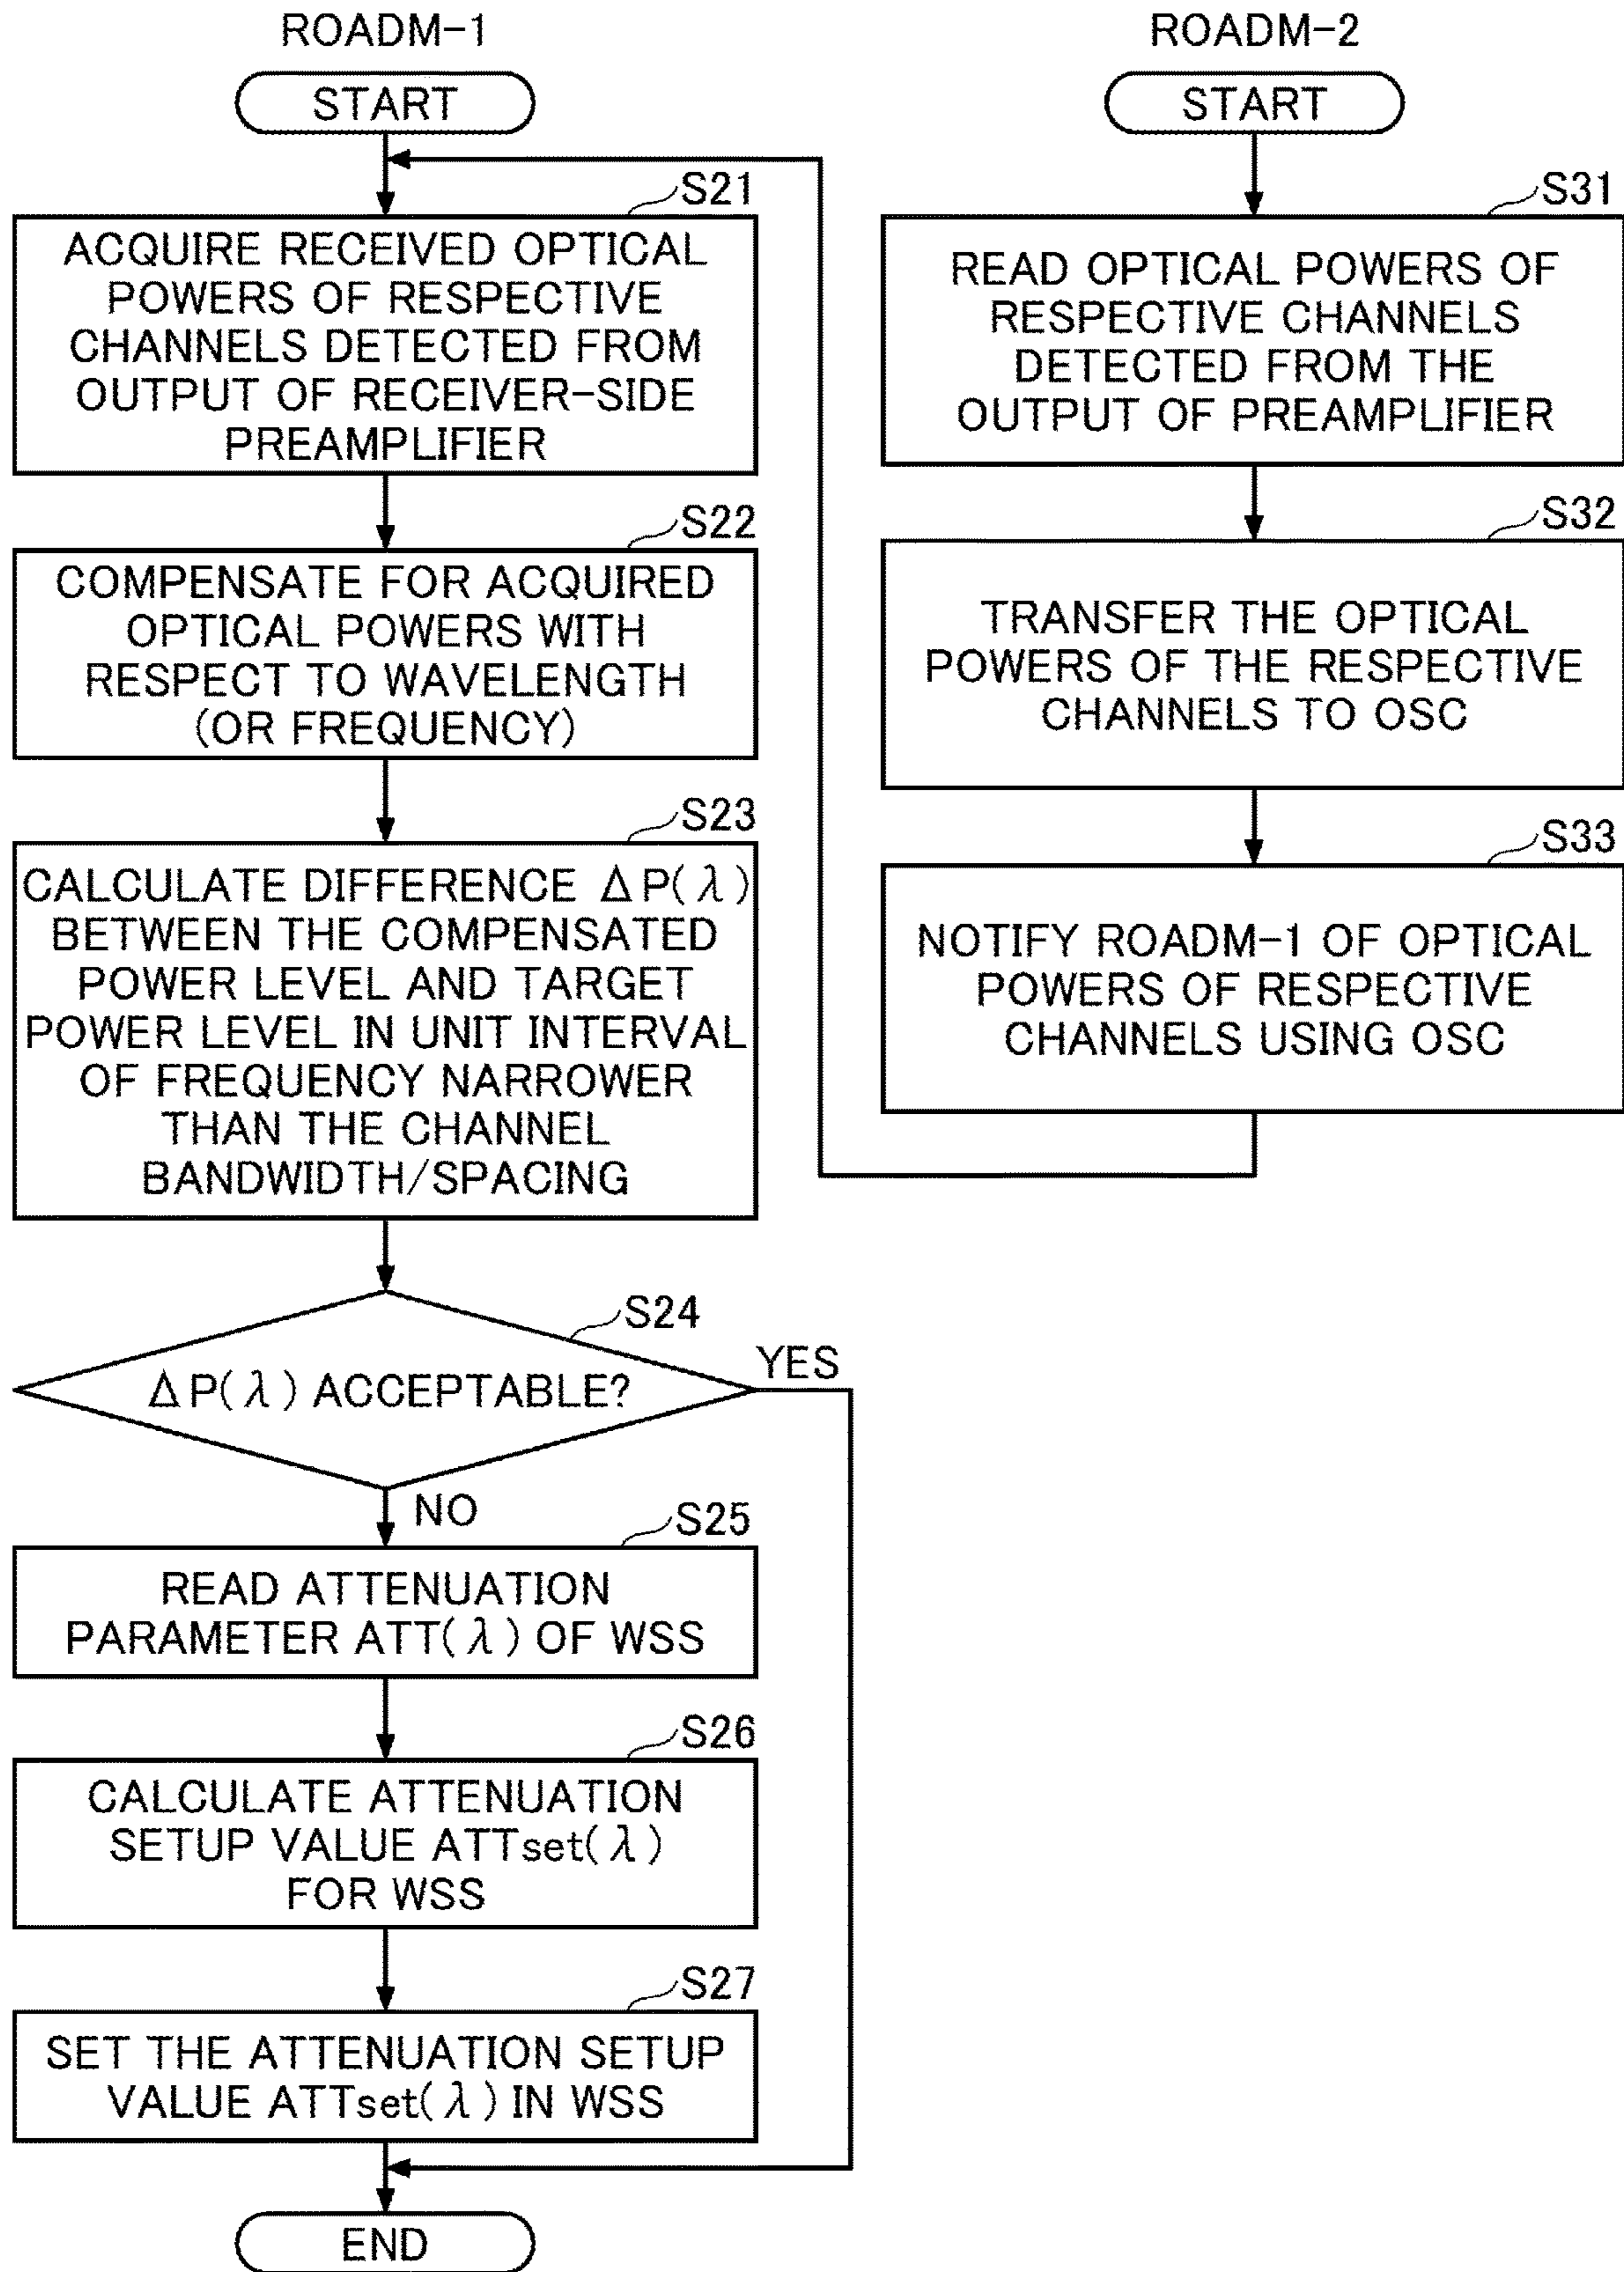 ROADM-1
START
S21
ACQUIRE RECEIVED OPTICAL
POWERS OF RESPECTIVE
CHANNELS DETECTED FROM
OUTPUT OF RECEIVER-SIDE
PREAMPLIFIER
S22
COMPENSATE FOR ACQUIRED
OPTICAL POWERS WITH
RESPECT TO WAVELENGTH
(OR FREQUENCY)
S23
CALCULATE DIFFERENCE ΔP(λ)
BETWEEN THE COMPENSATED
POWER LEVEL AND TARGET
POWER LEVEL IN UNIT INTERVAL
OF FREQUENCY NARROWER
THAN THE CHANNEL
BANDWIDTH/SPACING
S24
ΔP(λ) ACCEPTABLE?
YES
NO
S25
READ ATTENUATION
PARAMETER ATT(λ) OF WSS
S26
CALCULATE ATTENUATION
SETUP VALUE ATTset(λ)
FOR WSS
S27
SET THE ATTENUATION SETUP
VALUE ATTset(λ) IN WSS
END
ROADM-2
START
S31
READ OPTICAL POWERS OF
RESPECTIVE CHANNELS
DETECTED FROM THE
OUTPUT OF PREAMPLIFIER
S32
TRANSFER THE OPTICAL
POWERS OF THE RESPECTIVE
CHANNELS TO OSC
S33
NOTIFY ROADM-1 OF OPTICAL
POWERS OF RESPECTIVE
CHANNELS USING OSC